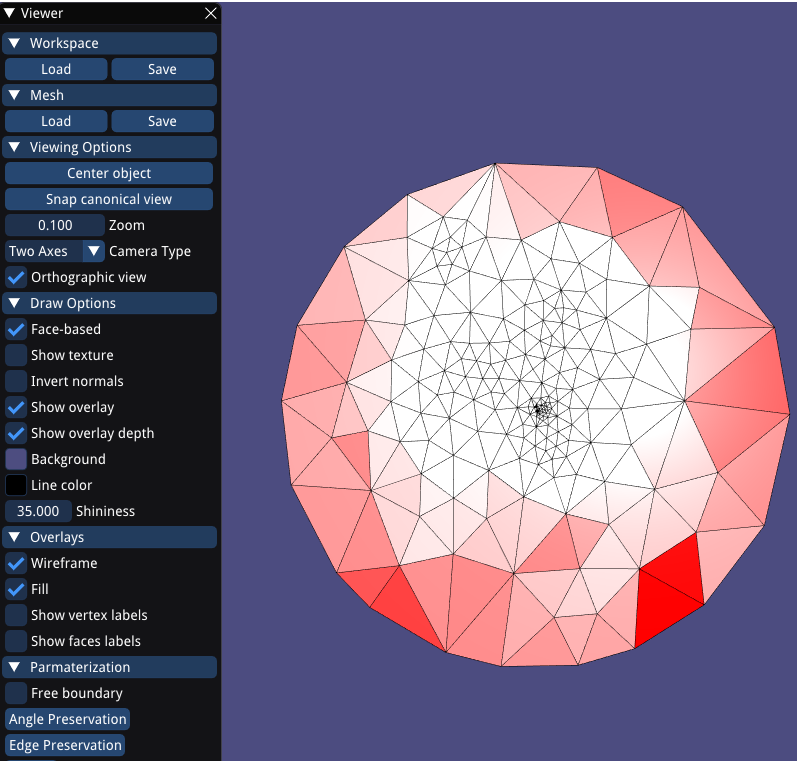 Viewer
Workspace
Load Save
Mesh
Load Save
Viewing Options
Center object
Snap canonical view
0.100 Zoom
Two Axes Camera Type
Orthographic view
Draw Options
Face-based
Show texture
Invert normals
Show overlay
Show overlay depth
Background
Line color
35.000 Shininess
Overlays
Wireframe
Fill
Show vertex labels
Show faces labels
Parmaterization
Free boundary
Angle Preservation
Edge Preservation